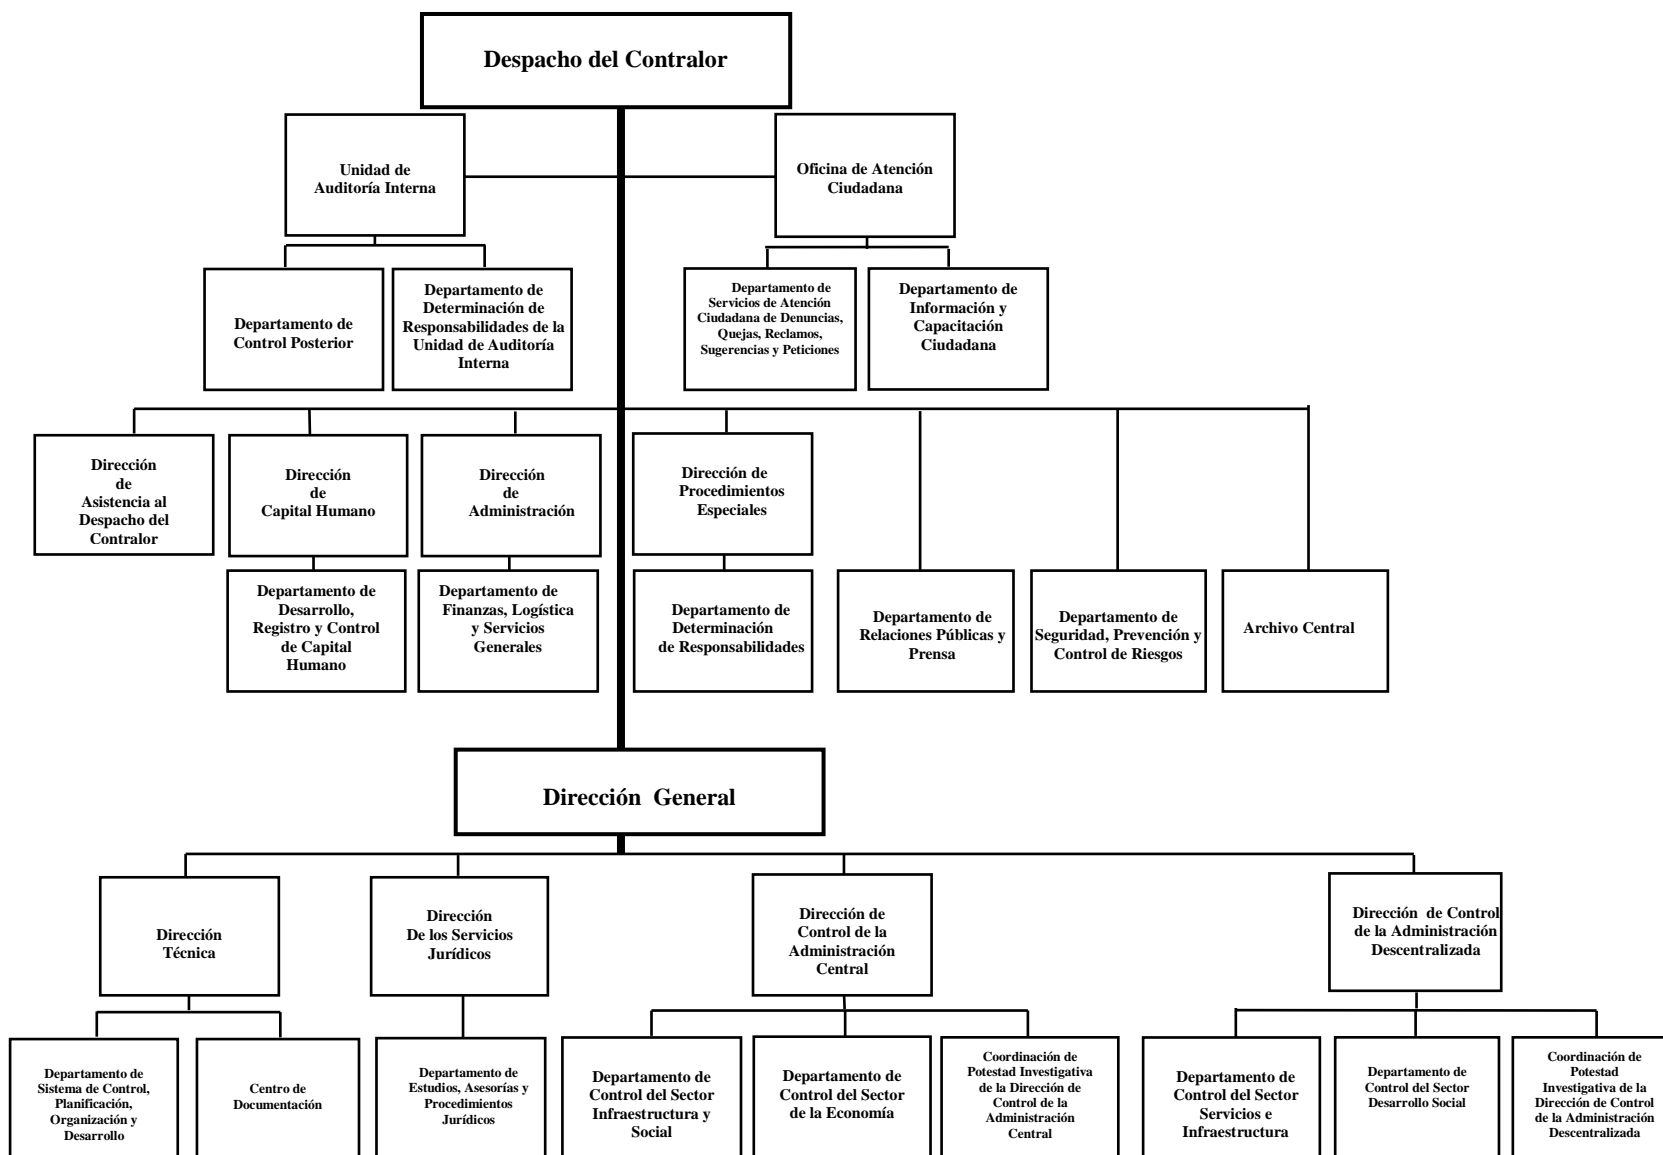 Despacho del Contralor
Unidad de
Auditoría Interna
Oficina de Atención
Ciudadana
Departamento de
Control Posterior
Departamento de
Determinación de
Responsabilidades de la
Unidad de Auditoría
Interna
Departamento de
Servicios de Atención
Ciudadana de Denuncias,
Quejas, Reclamos,
Sugerencias y Peticiones
Departamento de
Información y
Capacitación
Ciudadana
Dirección
de
Asistencia al
Despacho del
Contralor
Dirección
de
Capital Humano
Dirección
de
Administración
Dirección de
Procedimientos
Especiales
Departamento de
Desarrollo,
Registro y Control
de Capital
Humano
Departamento de
Finanzas, Logística
y Servicios
Generales
Departamento de
Determinación
de Responsabilidades
Departamento de
Relaciones Públicas y
Prensa
Departamento de
Seguridad, Prevención y
Control de Riesgos
Archivo Central
Dirección General
Dirección
Técnica
Dirección
De los Servicios
Jurídicos
Dirección de
Control de la
Administración
Central
Dirección de Control
de la Administración
Descentralizada
Departamento de
Sistema de Control,
Planificación,
Organización y
Desarrollo
Centro de
Documentación
Departamento de
Estudios, Asesorías y
Procedimientos
Jurídicos
Departamento de
Control del Sector
Infraestructura y
Social
Departamento de
Control del Sector
de la Economía
Coordinación de
Potestad Investigativa
de la Dirección de
Control de la
Administración
Central
Departamento de
Control del Sector
Servicios e
Infraestructura
Departamento de
Control del Sector
Desarrollo Social
Coordinación de
Potestad
Investigativa de la
Dirección de Control
de la Administración
Descentralizada